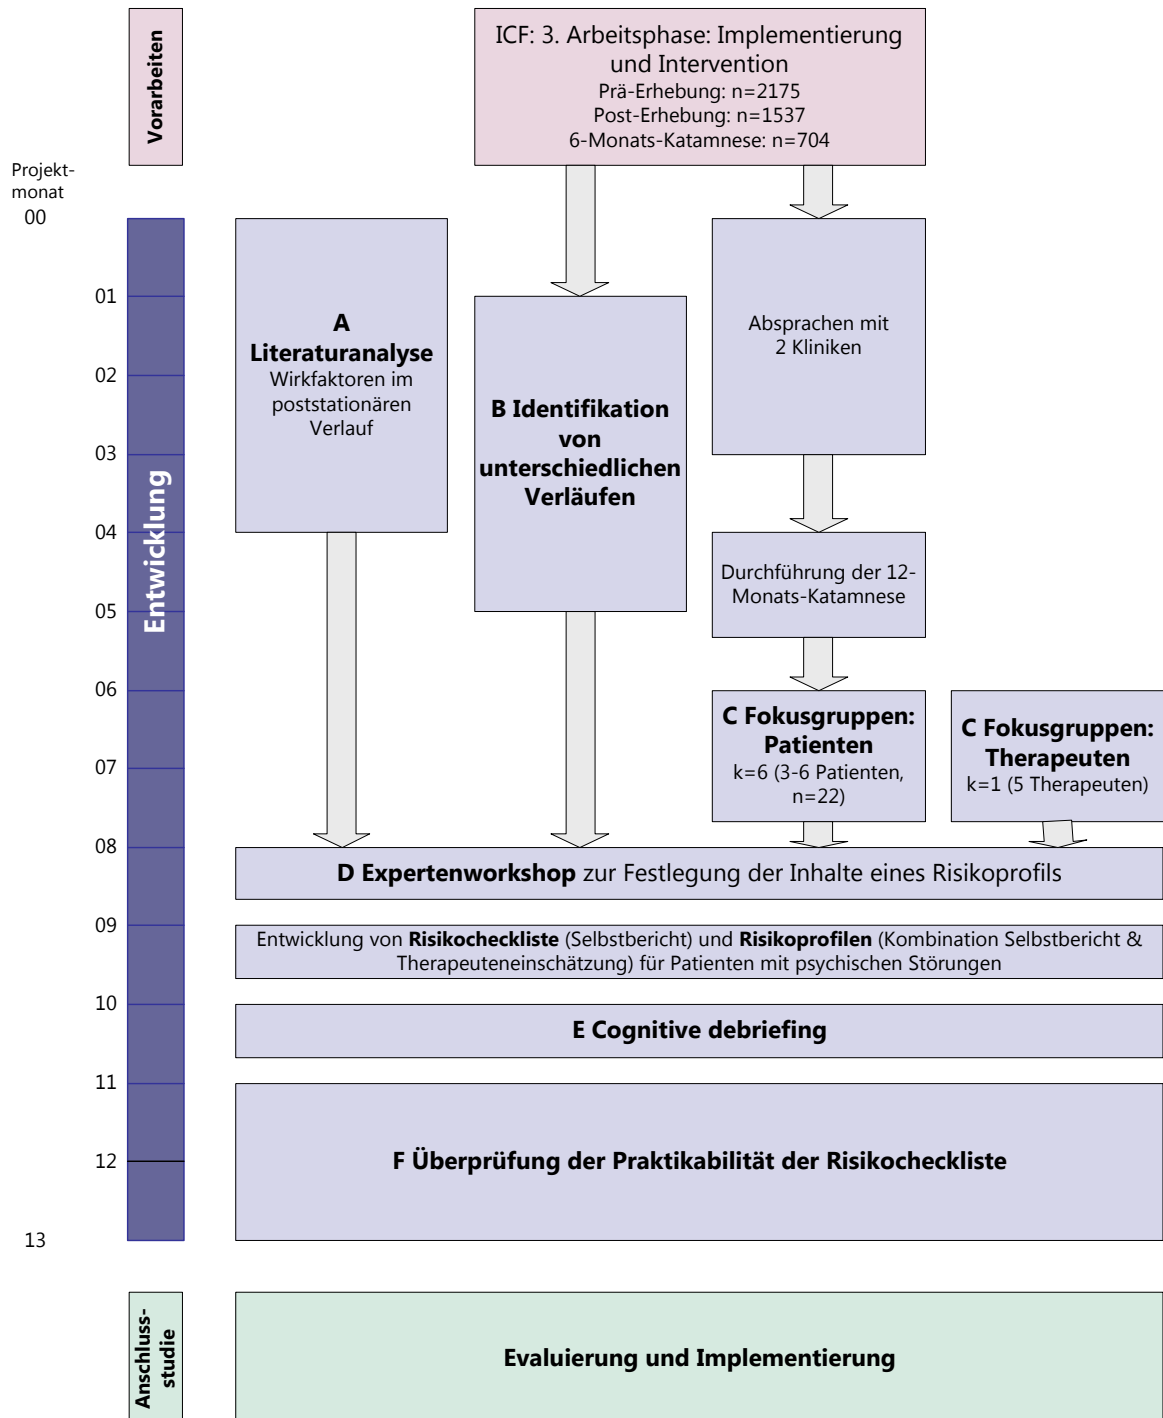 Vorarbeiten
ICF: 3. Arbeitsphase: Implementierung
und Intervention
Prä-Erhebung: n=2175
Post-Erhebung: n=1537
6-Monats-Katamnese: n=704
Projekt-
monat
00
01
02
03
04
05
06
07
08
09
10
11
12
13
Entwicklung
A
Literaturanalyse
Wirkfaktoren im
poststationären
Verlauf
B Identifikation
von
unterschiedlichen
Verläufen
Absprachen mit
2 Kliniken
Durchführung der 12-
Monats-Katamnese
C Fokusgruppen:
Patienten
k=6 (3-6 Patienten,
n=22)
C Fokusgruppen:
Therapeuten
k=1 (5 Therapeuten)
D Expertenworkshop zur Festlegung der Inhalte eines Risikoprofils
Entwicklung von Risikocheckliste (Selbstbericht) und Risikoprofilen (Kombination Selbstbericht &
Therapeuteneinschätzung) für Patienten mit psychischen Störungen
E Cognitive debriefing
F Überprüfung der Praktikabilität der Risikocheckliste
Anschluss-
studie
Evaluierung und Implementierung